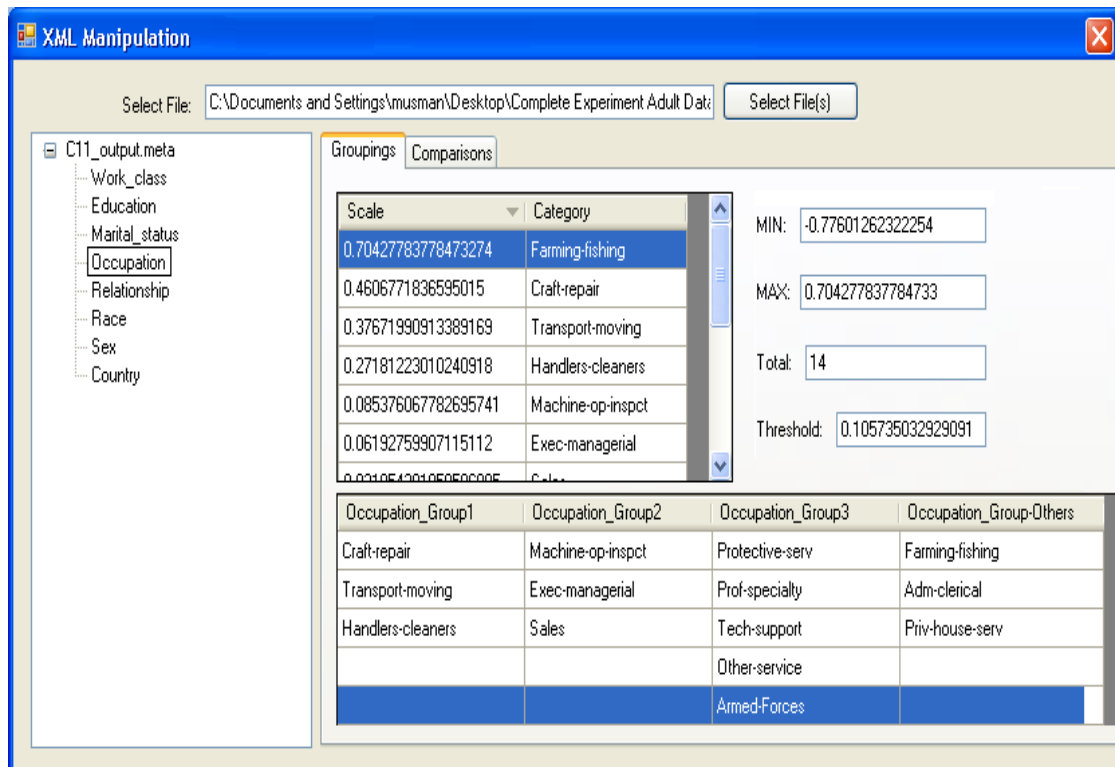 XML Manipulation
Select File: C:\Documents and Settings\musman\Desktop\Complete Experiment Adult Data Select File(s)
C11_output.meta
Work_class
Education
Marital_status
Occupation
Relationship
Race
Sex
Country
Groupings Comparisons
Scale Category
0.70427783778473274 Farming-fishing
0.4606771836595015 Craft-repair
0.37671990913389169 Transport-moving
0.27181223010240918 Handlers-cleaners
0.085376067782695741 Machine-op-inspct
0.06192759907115112 Exec-managerial
Sales
MIN: -0.77601262322254
MAX: 0.704277837784733
Total: 14
Threshold: 0.105735032929091
Occupation_Group1 Occupation_Group2 Occupation_Group3 Occupation_Group-Others
Craft-repair Machine-op-inspct Protective-serv Farming-fishing
Transport-moving Exec-managerial Prof-specialty Adm-clerical
Handlers-cleaners Sales Tech-support Priv-house-serv
Other-service
Armed-Forces